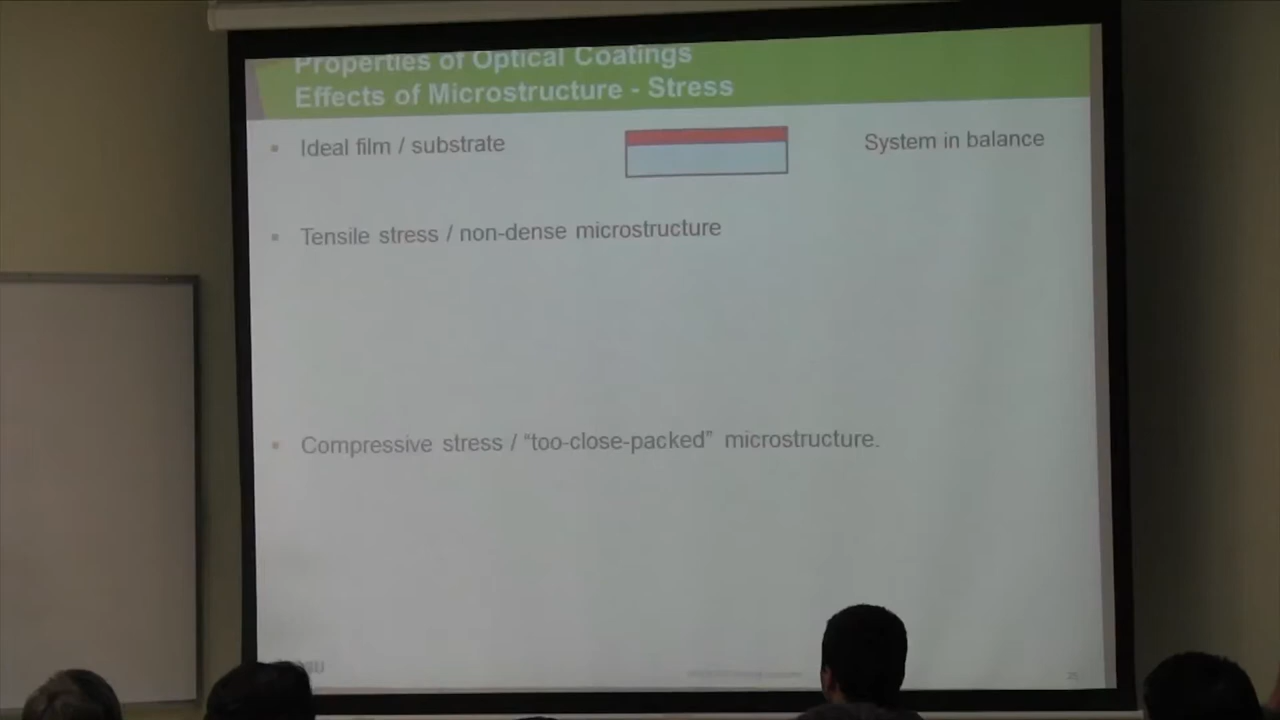 Properties of Optical Coatings
Effects of Microstructure - Stress
▪ Ideal film / substrate
System in balance
▪ Tensile stress / non-dense microstructure
▪ Compressive stress / “too-close-packed” microstructure.